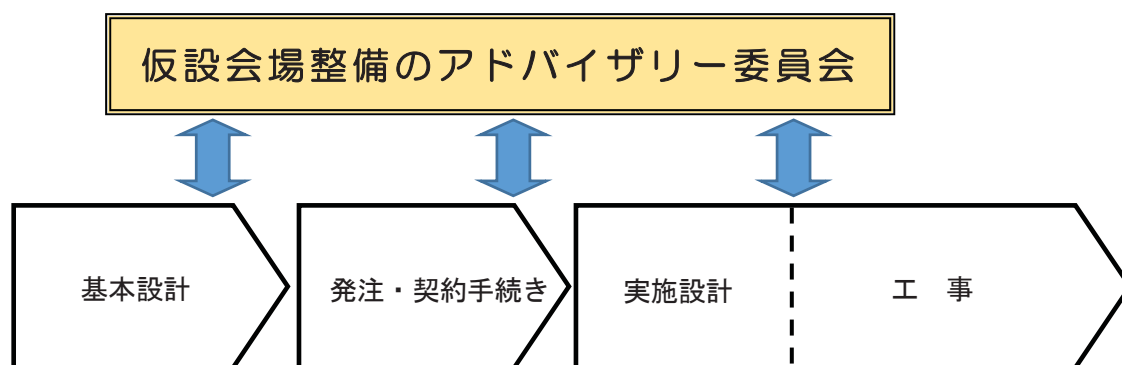 仮設会場整備のアドバイザリー委員会
基本設計
発注・契約手続き
実施設計
工　事